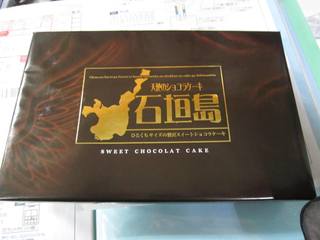 天使のショコラケーキ
石垣島
ひとくちサイズの贅沢スイートショコラケーキ
SWEET CHOCOLAT CAKE